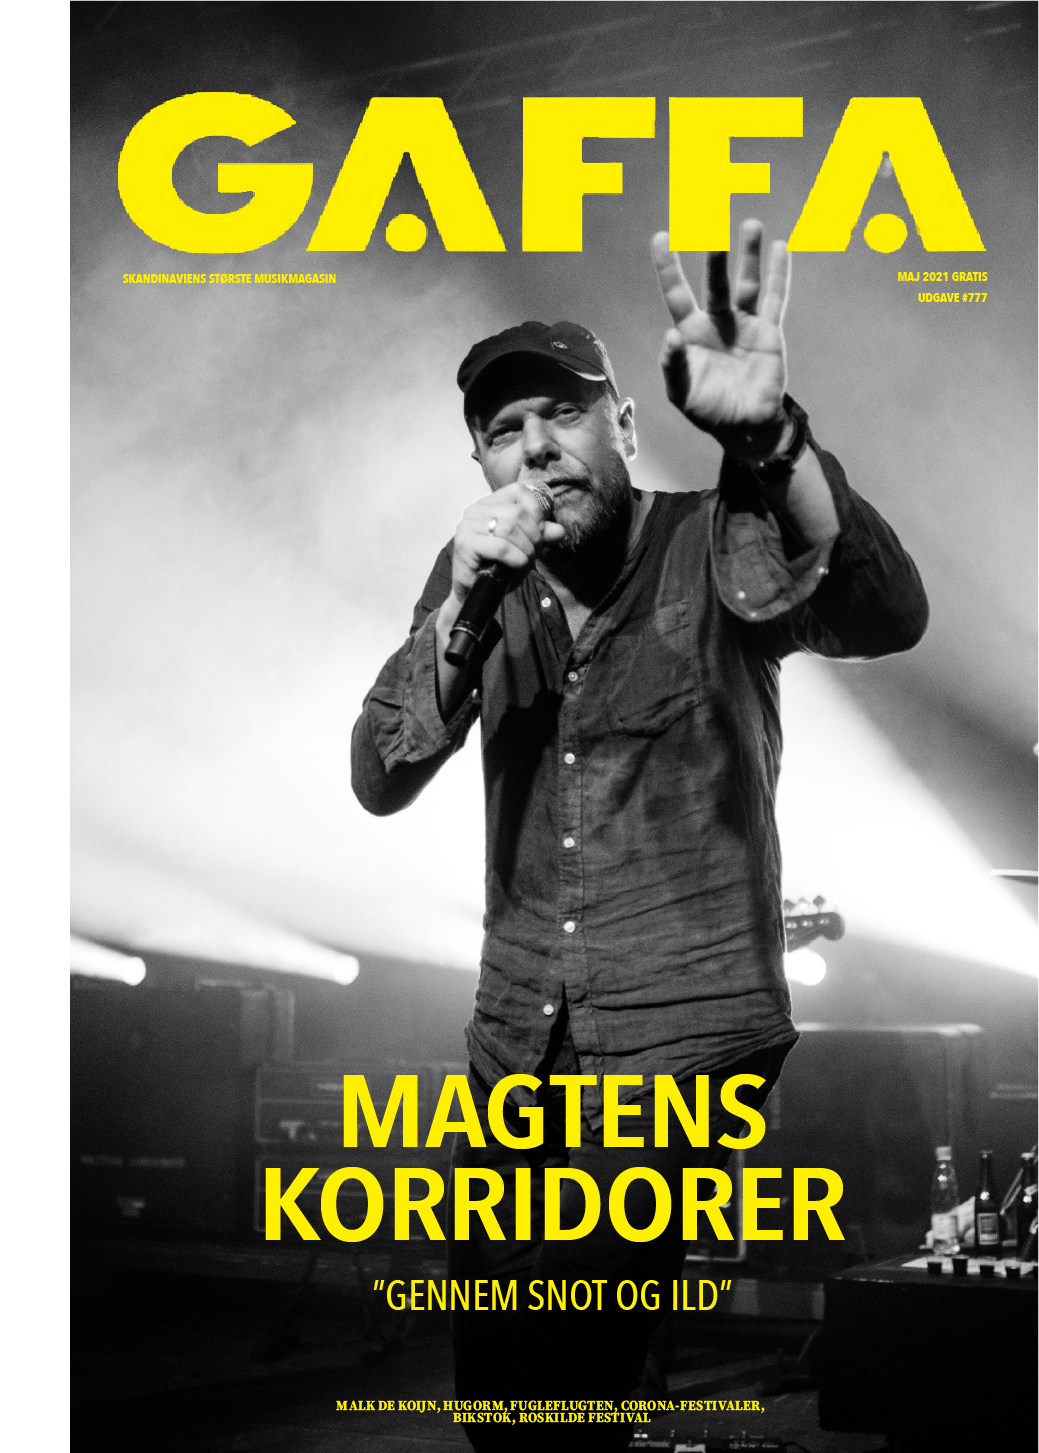 GAFFA
SKANDINAVIENS STØRSTE MUSIKMAGASIN
MAJ 2021 GRATIS
UDGAVE #777
MAGTENS
KORRIDORER
"GENNEM SNOT OG ILD"
MALK DE KOIJN, HUGORM, FUGLEFLUGTEN, CORONA-FESTIVALER,
BIKSTOK, ROSKILDE FESTIVAL